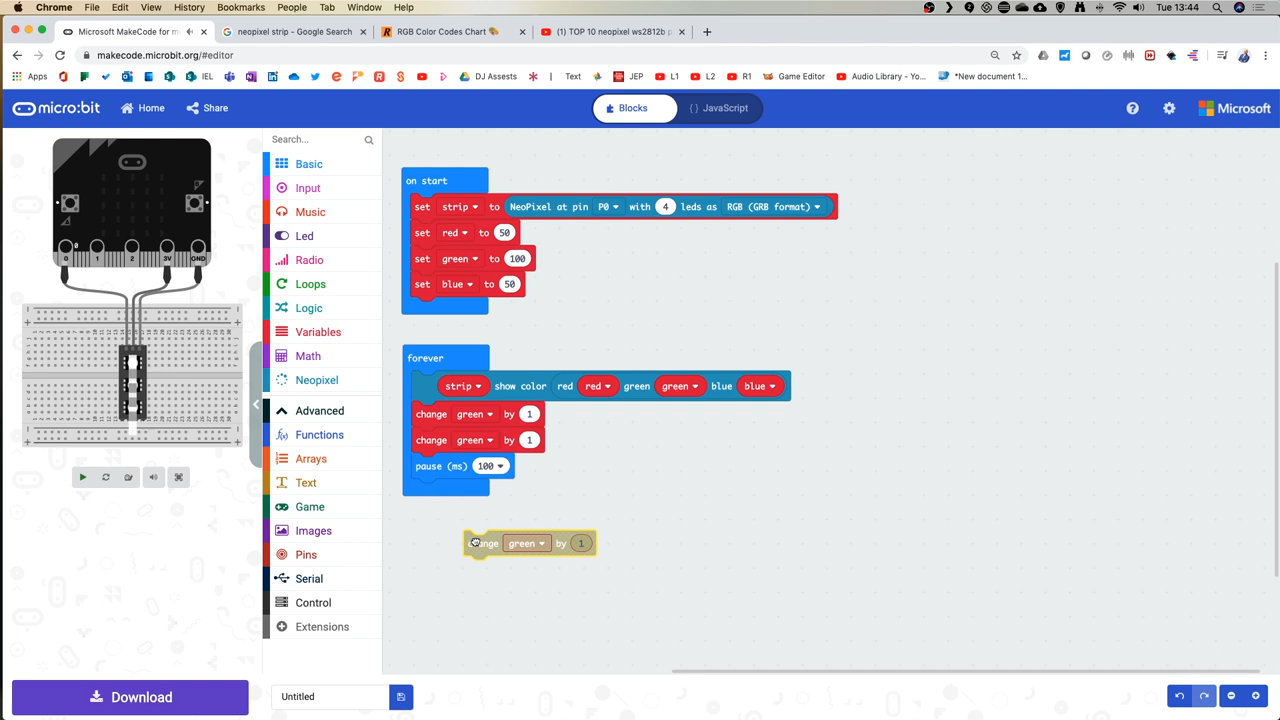 Chrome File Edit View History Bookmarks People Tab Window Help Tue 13:44
Microsoft MakeCode for m
neopixel strip - Google Search
RGB Color Codes Chart
(1) TOP 10 neopixel ws2812b p
makecode.microbit.org/#editor
Apps IEL DJ Assests Text JEP L1 L2 R1 Game Editor Audio Library - Yo... *New document 1...
micro:bit Home Share Blocks { } JavaScript ? Microsoft
Search...
Basic
Input
Music
Led
Radio
Loops
Logic
Variables
Math
Neopixel
Advanced
Functions
Arrays
Text
Game
Images
Pins
Serial
Control
Extensions
0
0 1 2 3V GND
on start
set strip to NeoPixel at pin P0 with 4 leds as RGB (GRB format)
set red to 50
set green to 100
set blue to 50
forever
strip show color red red green green blue blue
change green by 1
change green by 1
pause (ms) 100
green by 1
Download
Untitled